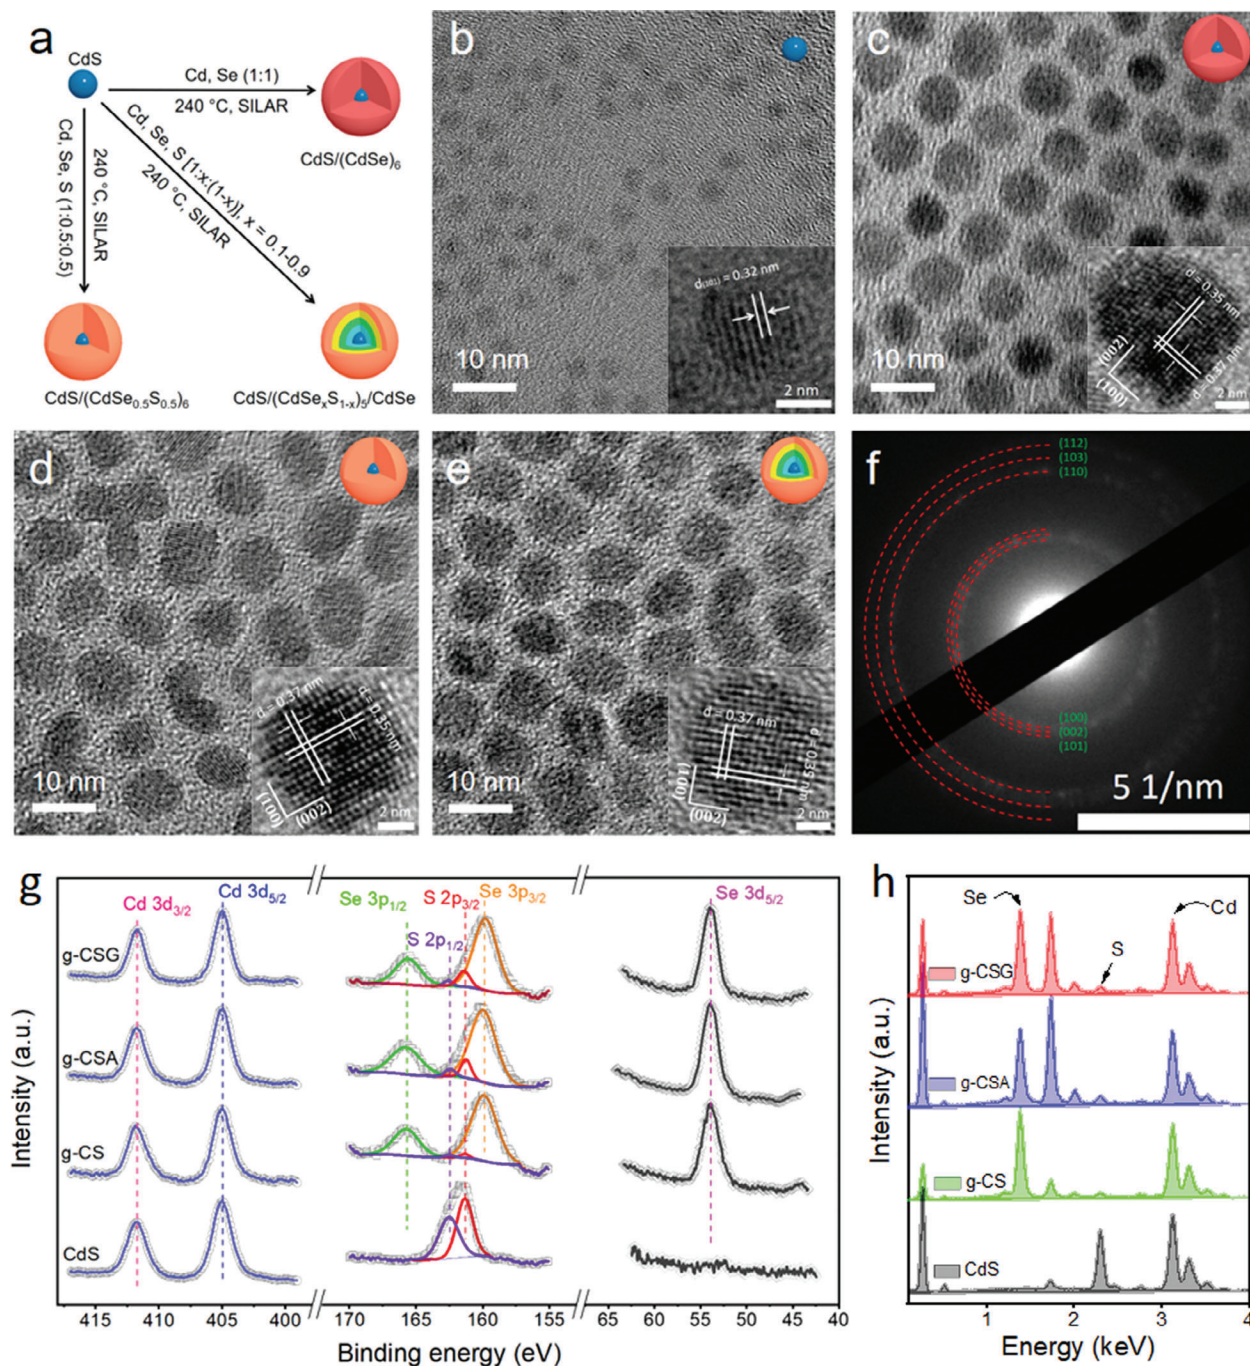 a
CdS
Cd, Se (1:1)
240 °C, SILAR
CdS/(CdSe)6
Cd, Se, S (1:0.5:0.5)
240 °C, SILAR
Cd, Se, S [1:x:(1-x)], x = 0.1-0.9
240 °C, SILAR
CdS/(CdSe0.5S0.5)6
CdS/(CdSexS1-x)5/CdSe
b
10 nm
d(101) = 0.32 nm
2 nm
c
10 nm
d = 0.35 nm
d = 0.37 nm
(002)
(100)
2 nm
d
10 nm
d = 0.37 nm
d = 0.35 nm
(100)
(002)
2 nm
e
10 nm
d = 0.37 nm
d = 0.35 nm
(001)
(002)
2 nm
f
(112)
(103)
(110)
(100)
(002)
(101)
5 1/nm
g
Cd 3d3/2
Cd 3d5/2
Se 3p1/2
S 2p3/2
Se 3p3/2
S 2p1/2
Se 3d5/2
g-CSG
g-CSA
g-CS
CdS
Intensity (a.u.)
415 410 405 400 170 165 160 155 65 60 55 50 45 40
Binding energy (eV)
h
Se
S
Cd
g-CSG
g-CSA
g-CS
CdS
Intensity (a.u.)
1 2 3 4
Energy (keV)